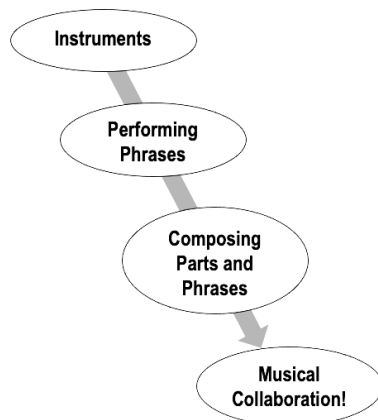 Instruments
Performing
Phrases
Composing
Parts and
Phrases
Musical
Collaboration!